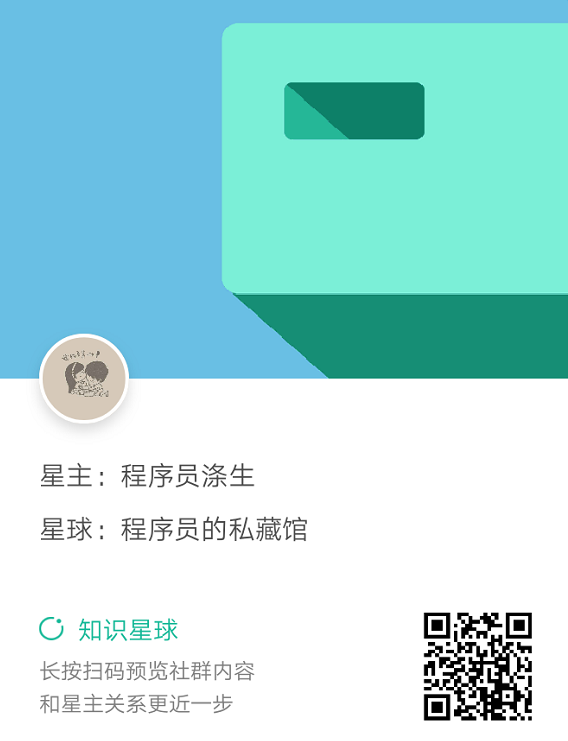 星主：程序员涤生
星球：程序员的私藏馆
知识星球
长按扫码预览社群内容
和星主关系更近一步